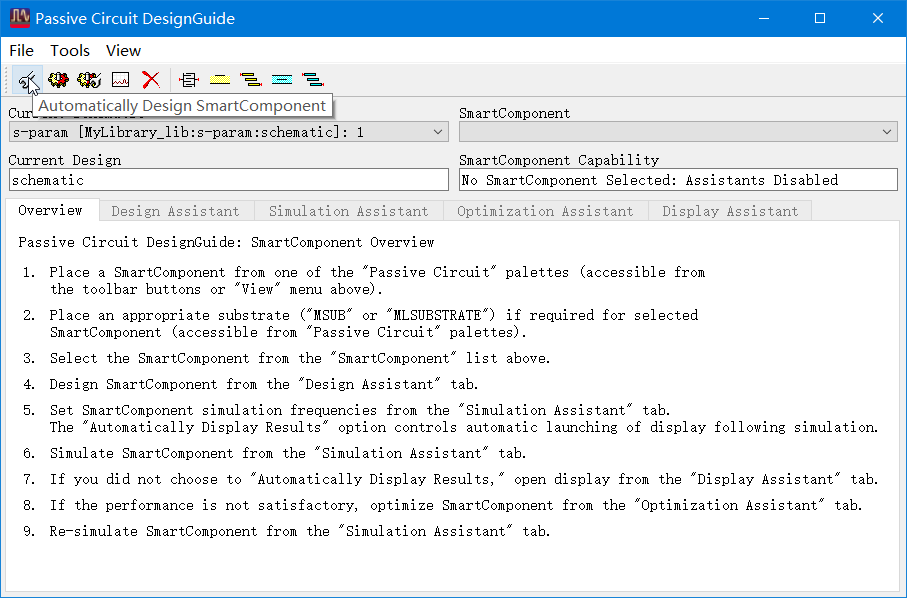 Passive Circuit DesignGuide
File Tools View
Automatically Design SmartComponent
SmartComponent
s-param [MyLibrary_lib:s-param:schematic]: 1
Current Design
SmartComponent Capability
schematic
No SmartComponent Selected: Assistants Disabled
Overview Design Assistant Simulation Assistant Optimization Assistant Display Assistant
Passive Circuit DesignGuide: SmartComponent Overview
1. Place a SmartComponent from one of the "Passive Circuit" palettes (accessible from
the toolbar buttons or "View" menu above).
2. Place an appropriate substrate ("MSUB" or "MLSUBSTRATE") if required for selected
SmartComponent (accessible from "Passive Circuit" palettes).
3. Select the SmartComponent from the "SmartComponent" list above.
4. Design SmartComponent from the "Design Assistant" tab.
5. Set SmartComponent simulation frequencies from the "Simulation Assistant" tab.
The "Automatically Display Results" option controls automatic launching of display following simulation.
6. Simulate SmartComponent from the "Simulation Assistant" tab.
7. If you did not choose to "Automatically Display Results," open display from the "Display Assistant" tab.
8. If the performance is not satisfactory, optimize SmartComponent from the "Optimization Assistant" tab.
9. Re-simulate SmartComponent from the "Simulation Assistant" tab.